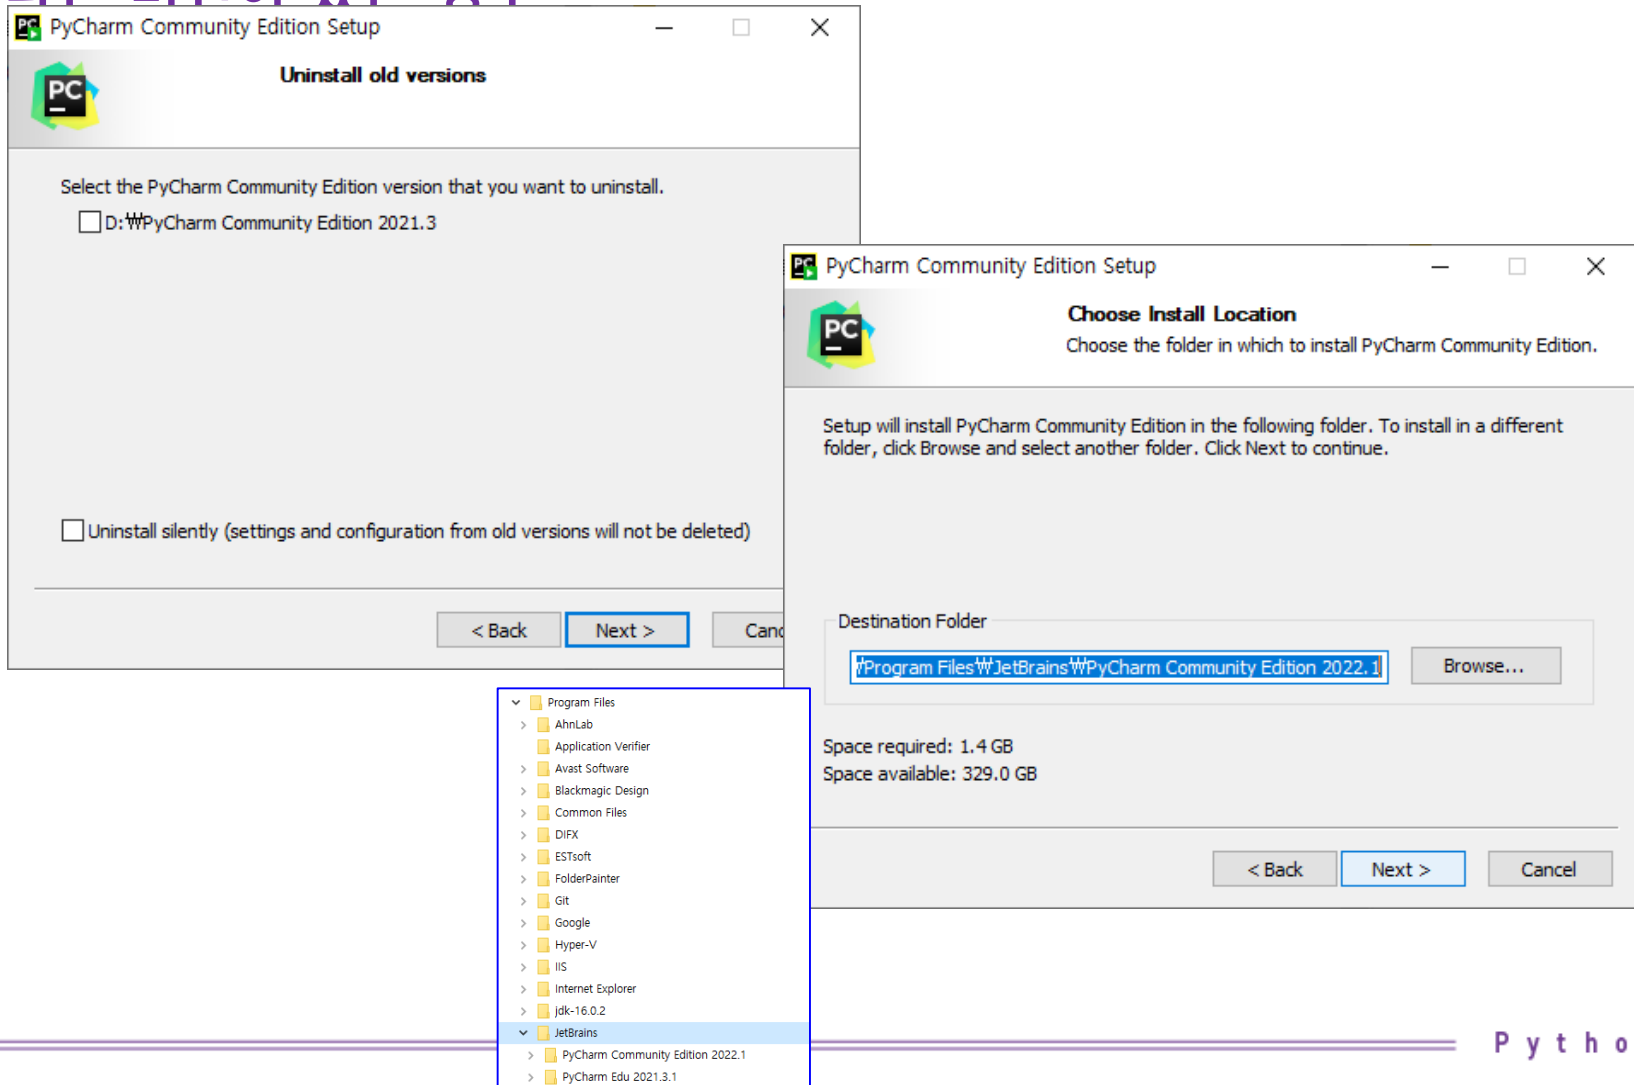 PyCharm Community Edition Setup
PC
Uninstall old versions
Select the PyCharm Community Edition version that you want to uninstall.
D:₩PyCharm Community Edition 2021.3
Uninstall silently (settings and configuration from old versions will not be deleted)
< Back Next > Canc
PyCharm Community Edition Setup
PC
Choose Install Location
Choose the folder in which to install PyCharm Community Edition.
Setup will install PyCharm Community Edition in the following folder. To install in a different
folder, click Browse and select another folder. Click Next to continue.
Destination Folder
₩Program Files₩JetBrains₩PyCharm Community Edition 2022.1
Browse...
Space required: 1.4 GB
Space available: 329.0 GB
< Back Next > Cancel
Program Files
AhnLab
Application Verifier
Avast Software
Blackmagic Design
Common Files
DIFX
ESTsoft
FolderPainter
Git
Google
Hyper-V
IIS
Internet Explorer
jdk-16.0.2
JetBrains
PyCharm Community Edition 2022.1
PyCharm Edu 2021.3.1
Pytho